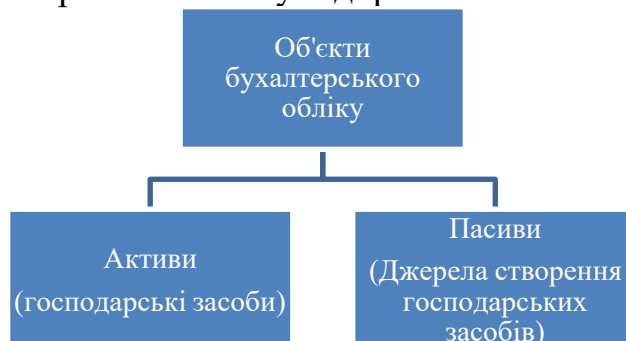 Об'єкти
бухалтерського
обліку
Активи
(господарські засоби)
Пасиви
(Джерела створення
господарських
засобів)